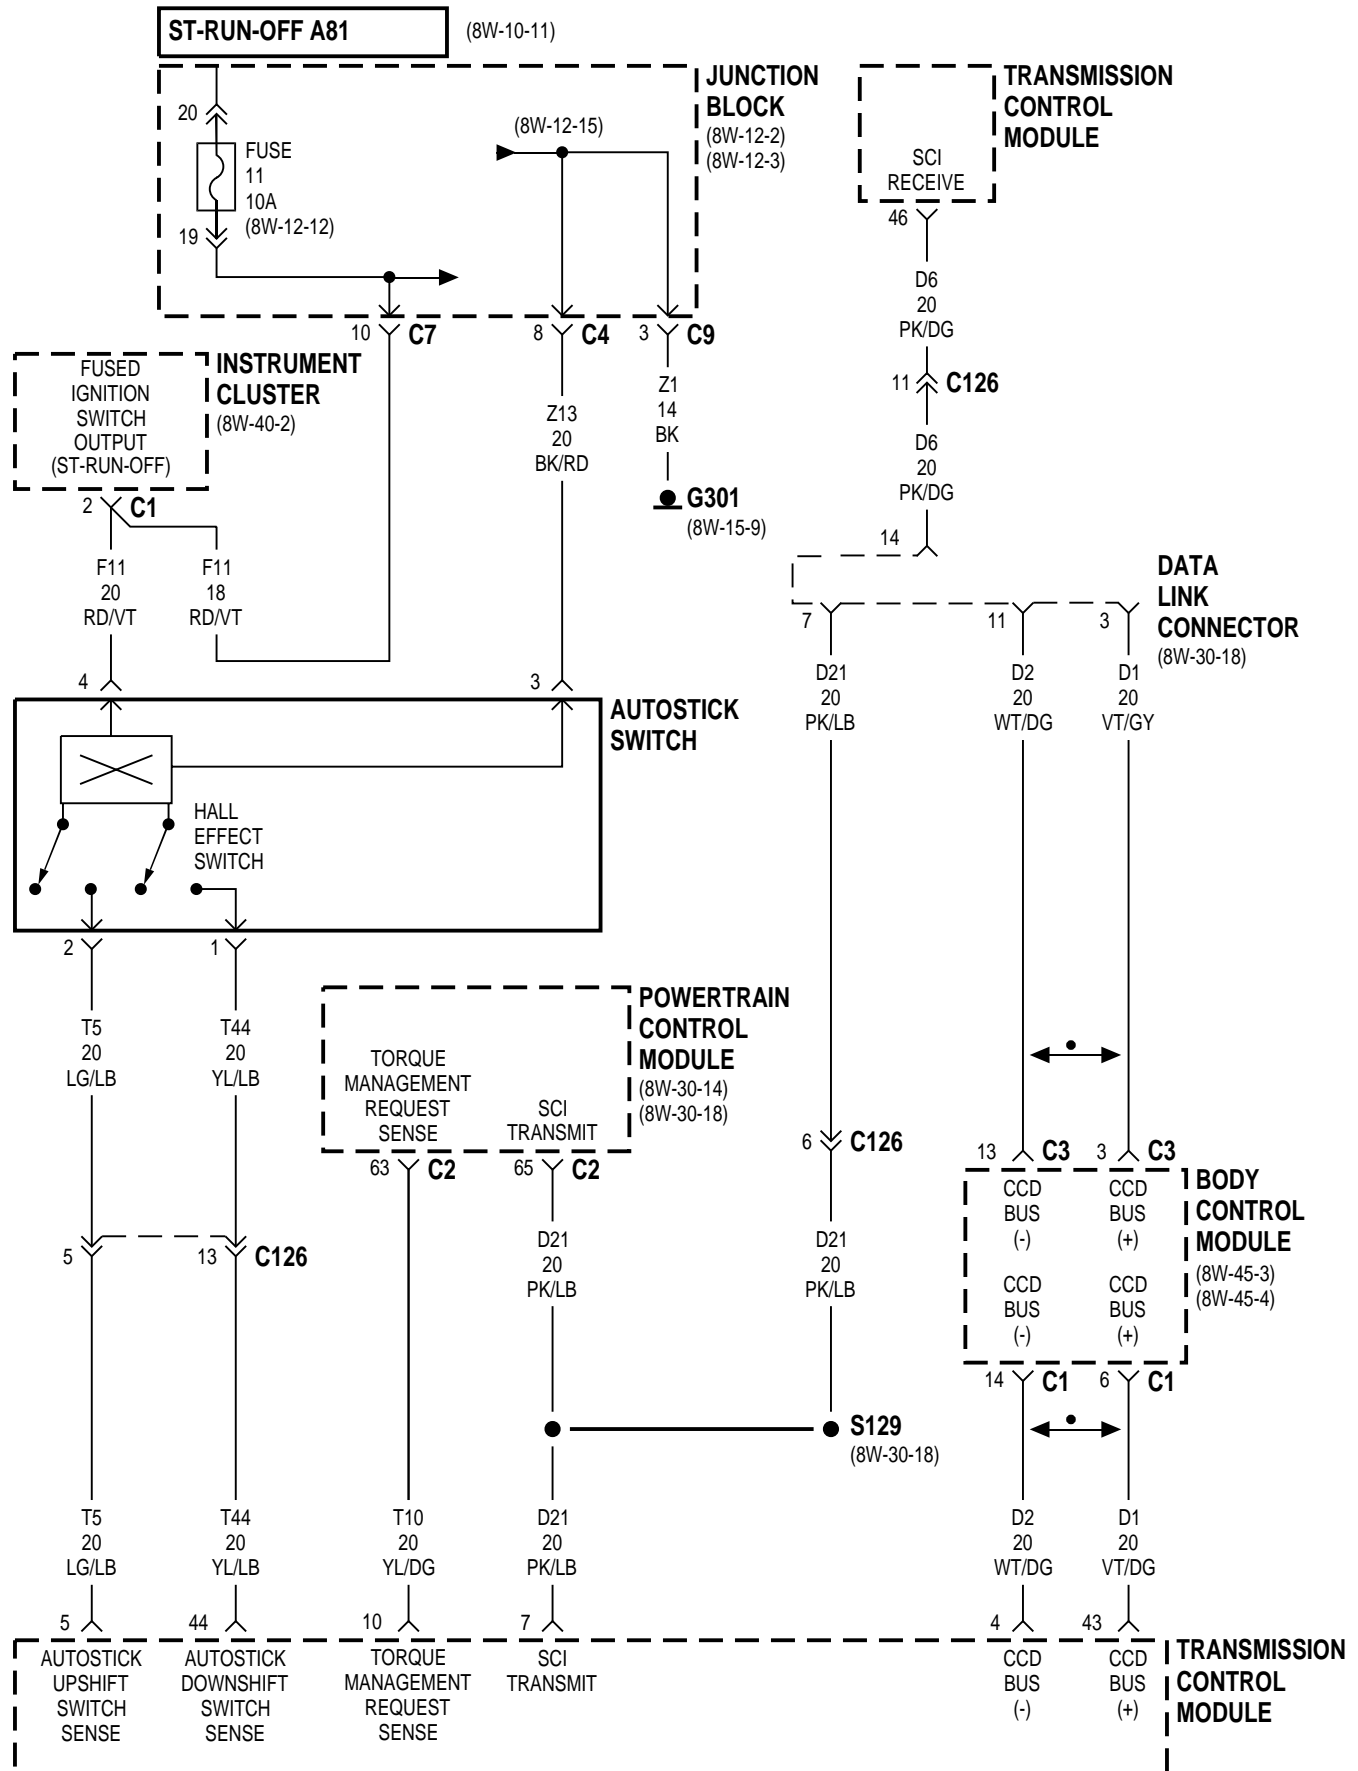 ST-RUN-OFF A81
(8W-10-11)
JUNCTION
BLOCK
(8W-12-2)
(8W-12-3)
TRANSMISSION
CONTROL
MODULE
20
FUSE
11
10A
(8W-12-12)
19
(8W-12-15)
SCI
RECEIVE
46
D6
20
PK/DG
10
C7
8
C4
3
C9
11
C126
D6
20
PK/DG
14
INSTRUMENT
CLUSTER
(8W-40-2)
FUSED
IGNITION
SWITCH
OUTPUT
(ST-RUN-OFF)
2
C1
Z13
20
BK/RD
Z1
14
BK
G301
(8W-15-9)
F11
20
RD/VT
F11
18
RD/VT
DATA
LINK
CONNECTOR
(8W-30-18)
7
11
3
D21
20
PK/LB
D2
20
WT/DG
D1
20
VT/GY
4
3
AUTOSTICK
SWITCH
HALL
EFFECT
SWITCH
2
1
T5
20
LG/LB
T44
20
YL/LB
POWERTRAIN
CONTROL
MODULE
(8W-30-14)
(8W-30-18)
TORQUE
MANAGEMENT
REQUEST
SENSE
SCI
TRANSMIT
63
C2
65
C2
6
C126
13
C3
3
C3
BODY
CONTROL
MODULE
(8W-45-3)
(8W-45-4)
CCD
BUS
(-)
CCD
BUS
(+)
CCD
BUS
(-)
CCD
BUS
(+)
5
13
C126
D21
20
PK/LB
D21
20
PK/LB
14
C1
6
C1
S129
(8W-30-18)
T5
20
LG/LB
T44
20
YL/LB
T10
20
YL/DG
D21
20
PK/LB
D2
20
WT/DG
D1
20
VT/DG
5
44
10
7
4
43
AUTOSTICK
UPSHIFT
SWITCH
SENSE
AUTOSTICK
DOWNSHIFT
SWITCH
SENSE
TORQUE
MANAGEMENT
REQUEST
SENSE
SCI
TRANSMIT
CCD
BUS
(-)
CCD
BUS
(+)
TRANSMISSION
CONTROL
MODULE